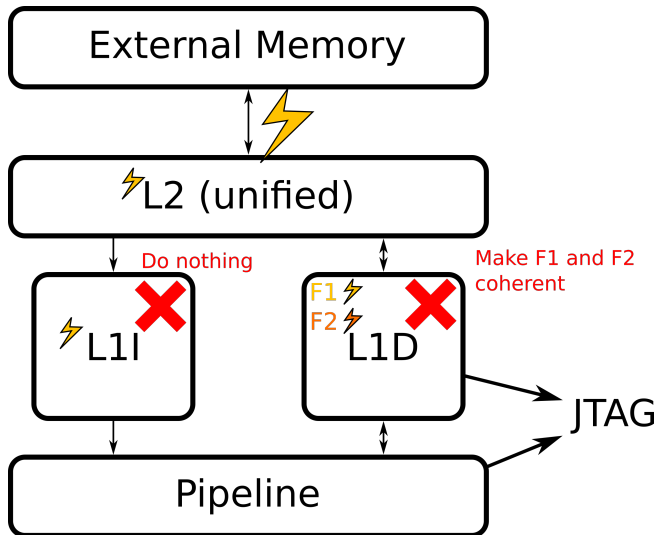 External Memory
L2 (unified)
Do nothing
Make F1 and F2
coherent
F1
F2
L1I
L1D
JTAG
Pipeline